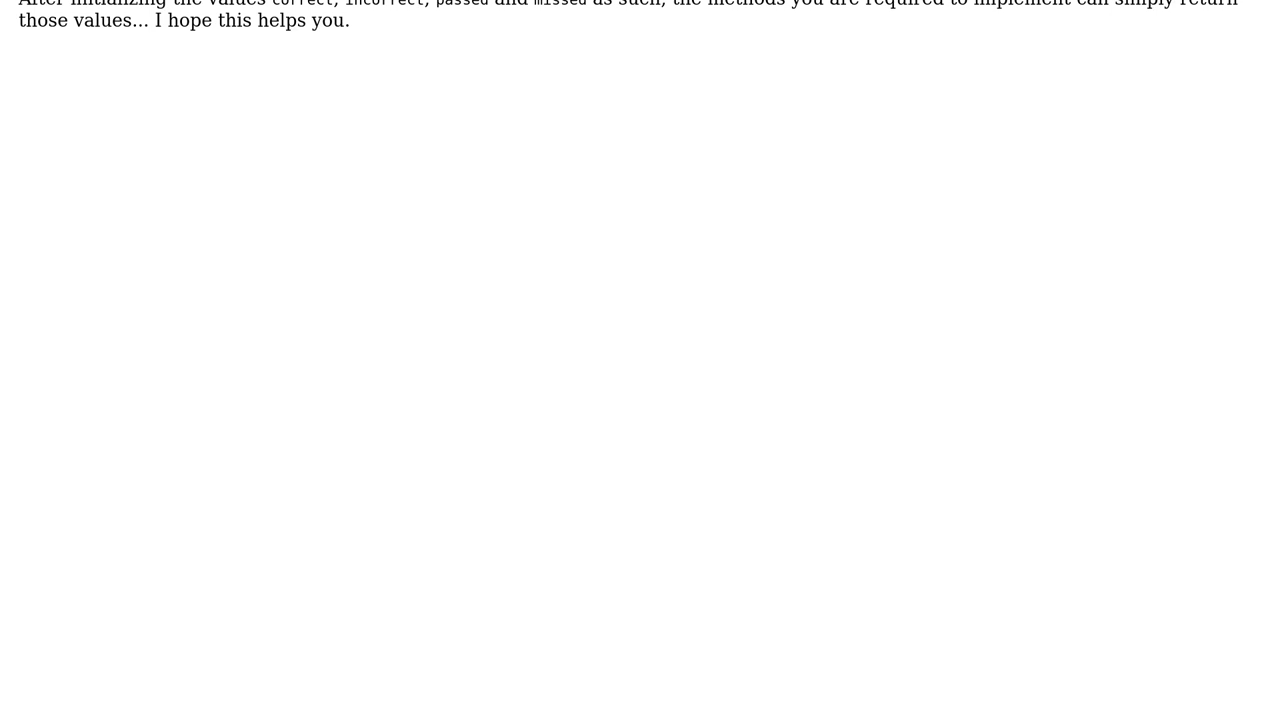 After initializing the values correct, incorrect, passed and missed as such, the methods you are required to implement can simply return
those values... I hope this helps you.